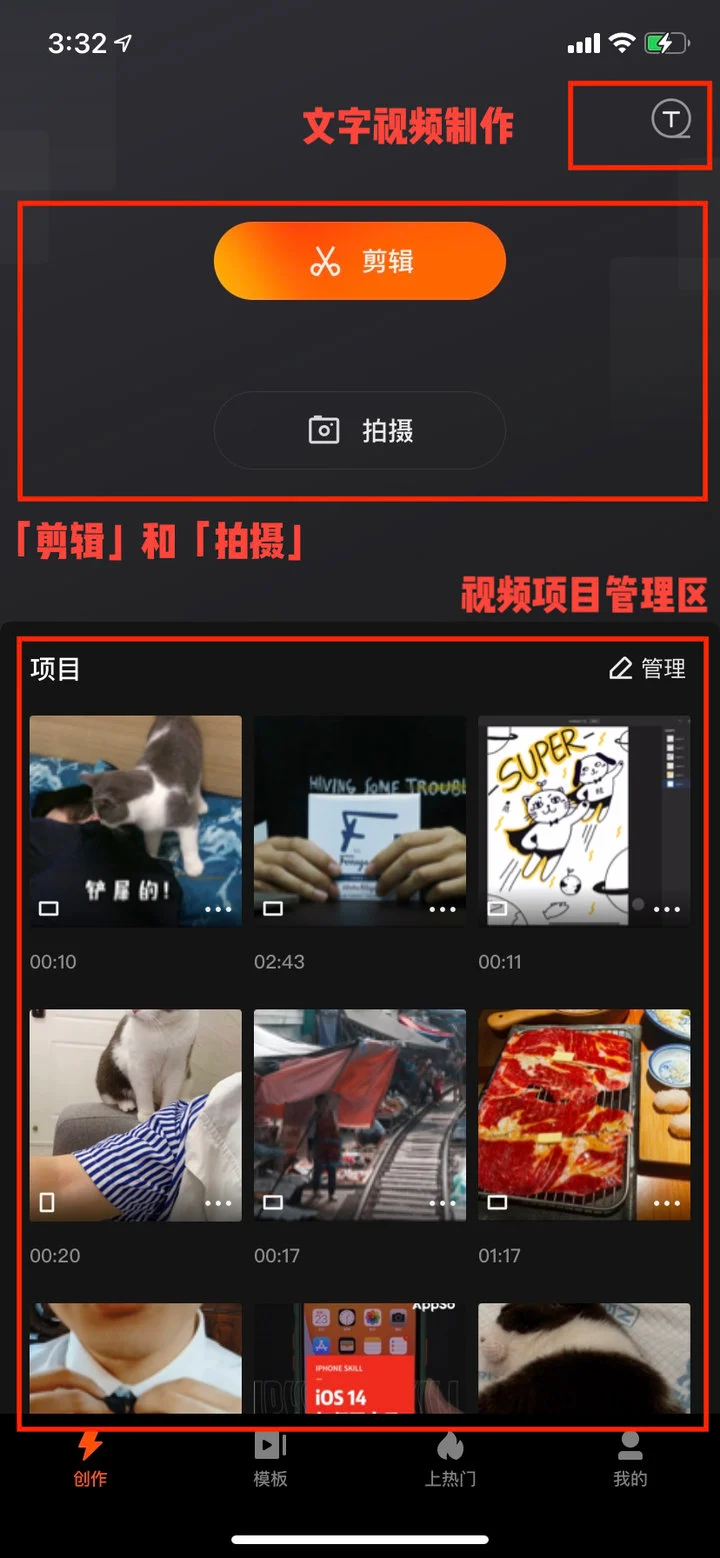 3:32
文字视频制作
T
剪辑
拍摄
「剪辑」和「拍摄」
视频项目管理区
项目
管理
铲屎的!
HIVING SOME TROUBL
SUPER
00:10
02:43
00:11
00:20
00:17
01:17
AppSo
IPHONE SKILL
iOS 14
创作
模板
上热门
我的